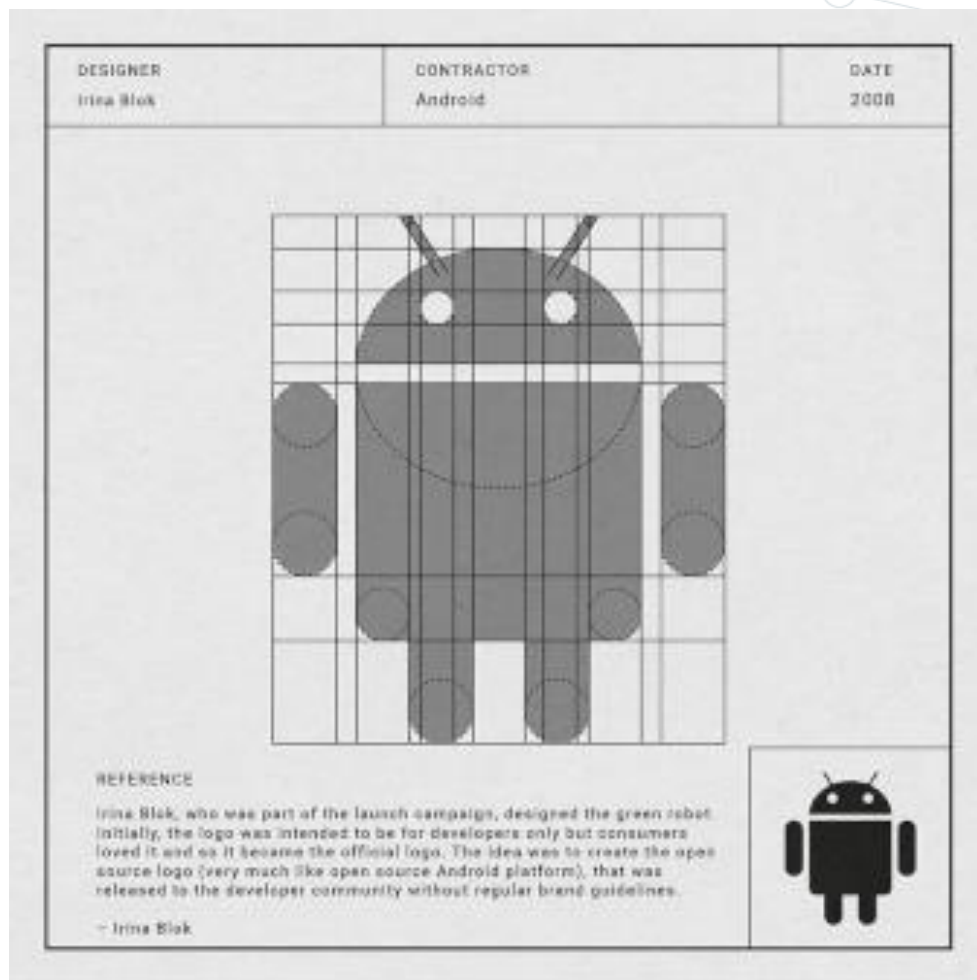 DESIGNER
Irina Blok
CONTRACTOR
Android
DATE
2008
REFERENCE
Irina Blok, who was part of the launch campaign, designed the green robot.
Initially, the logo was intended to be for developers only but consumers
loved it and so it became the official logo. The idea was to create the open
source logo (very much like open source Android platform), that was
released to the developer community without regular brand guidelines.
– Irina Blok